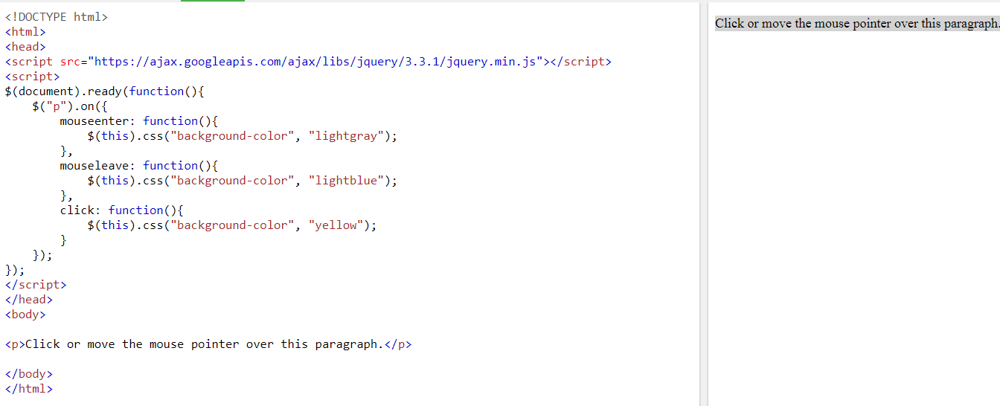 <!DOCTYPE html>
<html>
<head>
<script src="https://ajax.googleapis.com/ajax/libs/jquery/3.3.1/jquery.min.js"></script>
<script>
$(document).ready(function(){
    $("p").on({
        mouseenter: function(){
            $(this).css("background-color", "lightgray");
        },
        mouseleave: function(){
            $(this).css("background-color", "lightblue");
        },
        click: function(){
            $(this).css("background-color", "yellow");
        }
    });
});
</script>
</head>
<body>

<p>Click or move the mouse pointer over this paragraph.</p>

</body>
</html>
Click or move the mouse pointer over this paragraph.